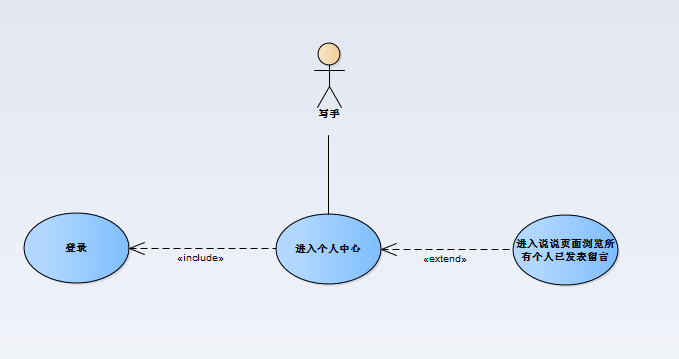 写手
登录
进入个人中心
进入说说页面浏览所
有个人已发表留言
«include»
«extend»